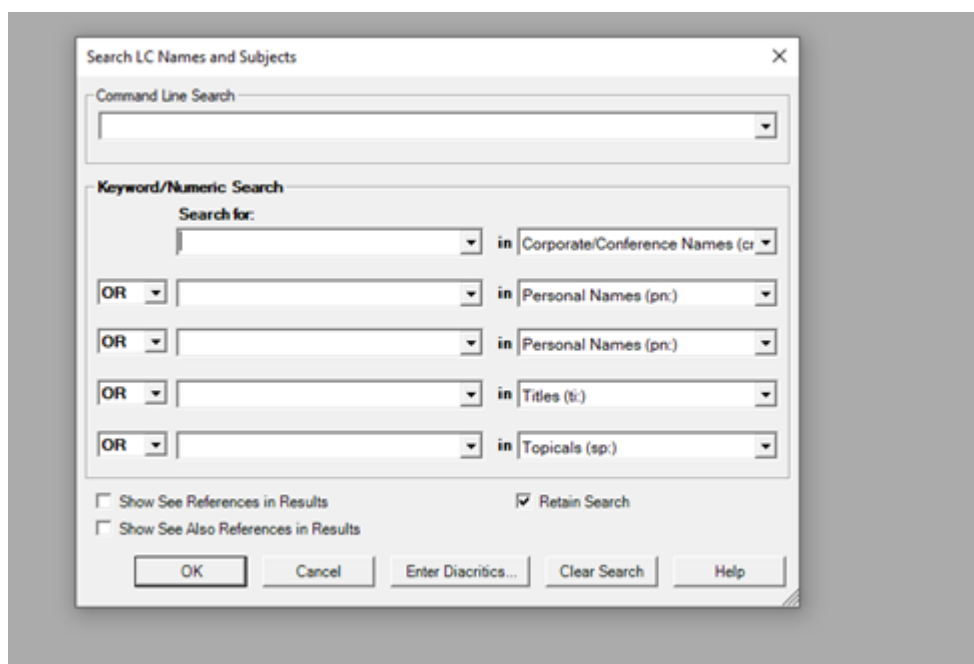 Search LC Names and Subjects
Command Line Search
Keyword/Numeric Search
Search for:
in Corporate/Conference Names (cr
OR in Personal Names (pn:)
OR in Personal Names (pn:)
OR in Titles (ti:)
OR in Topicals (sp:)
Show See References in Results Retain Search
Show See Also References in Results
OK Cancel Enter Diacritics... Clear Search Help